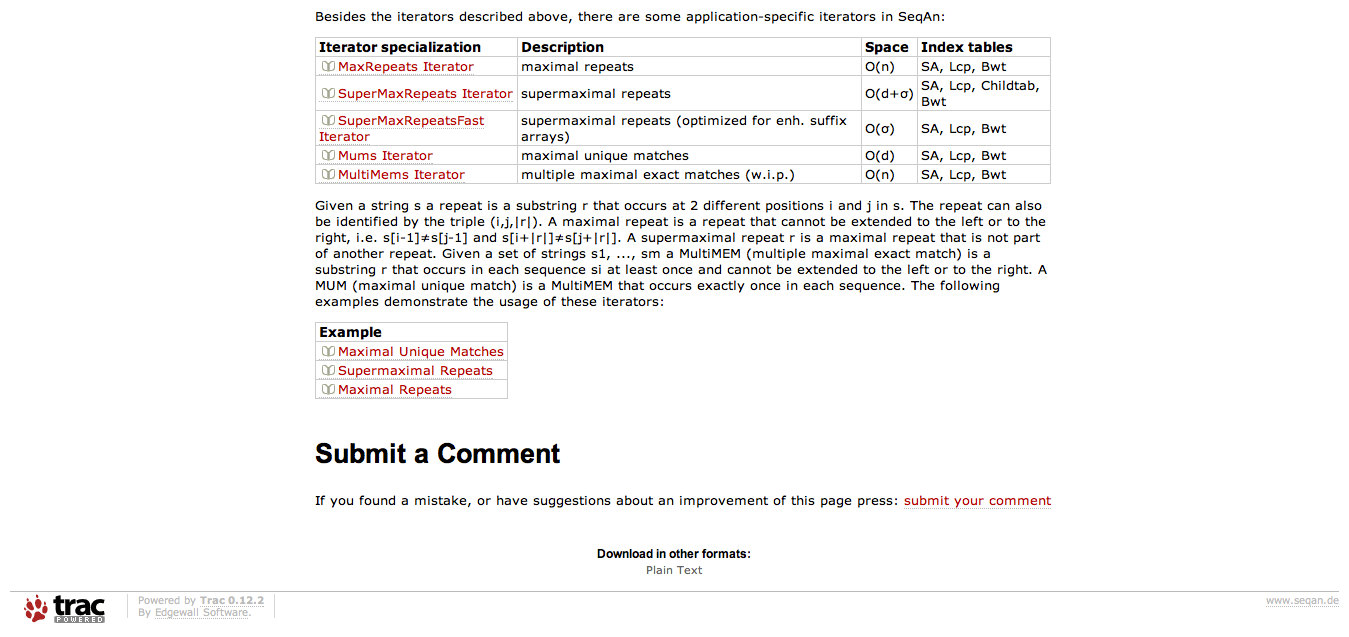 Besides the iterators described above, there are some application-specific iterators in SeqAn:
Iterator specialization Description Space Index tables
MaxRepeats Iterator maximal repeats O(n) SA, Lcp, Bwt
SuperMaxRepeats Iterator supermaximal repeats O(d+σ) SA, Lcp, Childtab,
Bwt
SuperMaxRepeatsFast
Iterator supermaximal repeats (optimized for enh. suffix
arrays) O(σ) SA, Lcp, Bwt
Mums Iterator maximal unique matches O(d) SA, Lcp, Bwt
MultiMems Iterator multiple maximal exact matches (w.i.p.) O(n) SA, Lcp, Bwt
Given a string s a repeat is a substring r that occurs at 2 different positions i and j in s. The repeat can also
be identified by the triple (i,j,|r|). A maximal repeat is a repeat that cannot be extended to the left or to the
right, i.e. s[i-1]≠s[j-1] and s[i+|r|]≠s[j+|r|]. A supermaximal repeat r is a maximal repeat that is not part
of another repeat. Given a set of strings s1, ..., sm a MultiMEM (multiple maximal exact match) is a
substring r that occurs in each sequence si at least once and cannot be extended to the left or to the right. A
MUM (maximal unique match) is a MultiMEM that occurs exactly once in each sequence. The following
examples demonstrate the usage of these iterators:
Example
Maximal Unique Matches
Supermaximal Repeats
Maximal Repeats
Submit a Comment
If you found a mistake, or have suggestions about an improvement of this page press: submit your comment
Download in other formats:
Plain Text
trac
POWERED
Powered by Trac 0.12.2
By Edgewall Software.
www.seqan.de